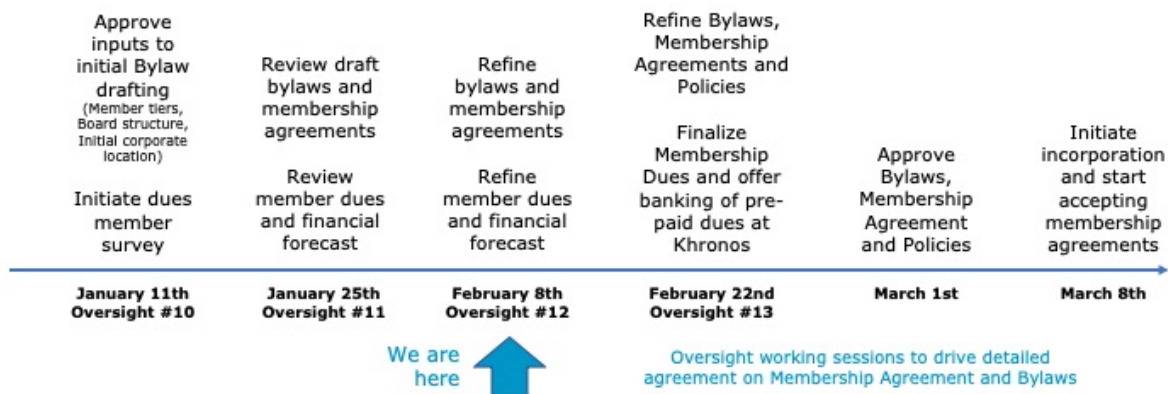 Approve
inputs to
initial Bylaw
drafting
(Member tiers,
Board structure,
Initial corporate
location)
Initiate dues
member
survey
Review draft
bylaws and
membership
agreements
Review
member dues
and financial
forecast
Refine
bylaws and
membership
agreements
Refine
member dues
and financial
forecast
Refine Bylaws,
Membership
Agreements and
Policies
Finalize
Membership
Dues and offer
banking of pre-
paid dues at
Khronos
Approve
Bylaws,
Membership
Agreement
and Policies
Initiate
incorporation
and start
accepting
membership
agreements
January 11th
Oversight #10
January 25th
Oversight #11
February 8th
Oversight #12
February 22nd
Oversight #13
March 1st
March 8th
We are
here
Oversight working sessions to drive detailed
agreement on Membership Agreement and Bylaws